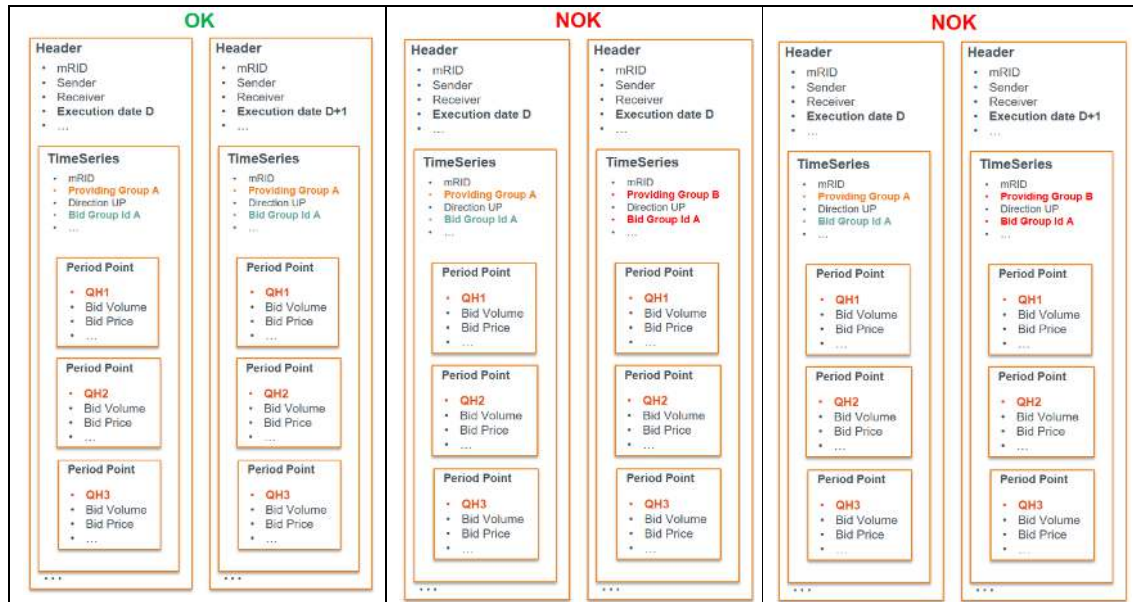 OK
Header
• mRID
• Sender
• Receiver
• Execution date D
• ...
TimeSeries
• mRID
• Providing Group A
• Direction UP
• Bid Group Id A
• ...
Period Point
• QH1
• Bid Volume
• Bid Price
• ...
Period Point
• QH2
• Bid Volume
• Bid Price
• ...
Period Point
• QH3
• Bid Volume
• Bid Price
• ...
...
Header
• mRID
• Sender
• Receiver
• Execution date D+1
• ...
TimeSeries
• mRID
• Providing Group A
• Direction UP
• Bid Group Id A
• ...
Period Point
• QH1
• Bid Volume
• Bid Price
• ...
Period Point
• QH2
• Bid Volume
• Bid Price
• ...
Period Point
• QH3
• Bid Volume
• Bid Price
• ...
...
NOK
Header
• mRID
• Sender
• Receiver
• Execution date D
• ...
TimeSeries
• mRID
• Providing Group A
• Direction UP
• Bid Group Id A
• ...
Period Point
• QH1
• Bid Volume
• Bid Price
• ...
Period Point
• QH2
• Bid Volume
• Bid Price
• ...
Period Point
• QH3
• Bid Volume
• Bid Price
• ...
...
Header
• mRID
• Sender
• Receiver
• Execution date D
• ...
TimeSeries
• mRID
• Providing Group B
• Direction UP
• Bid Group Id A
• ...
Period Point
• QH1
• Bid Volume
• Bid Price
• ...
Period Point
• QH2
• Bid Volume
• Bid Price
• ...
Period Point
• QH3
• Bid Volume
• Bid Price
• ...
...
NOK
Header
• mRID
• Sender
• Receiver
• Execution date D
• ...
TimeSeries
• mRID
• Providing Group A
• Direction UP
• Bid Group Id A
• ...
Period Point
• QH1
• Bid Volume
• Bid Price
• ...
Period Point
• QH2
• Bid Volume
• Bid Price
• ...
Period Point
• QH3
• Bid Volume
• Bid Price
• ...
...
Header
• mRID
• Sender
• Receiver
• Execution date D+1
• ...
TimeSeries
• mRID
• Providing Group B
• Direction UP
• Bid Group Id A
• ...
Period Point
• QH1
• Bid Volume
• Bid Price
• ...
Period Point
• QH2
• Bid Volume
• Bid Price
• ...
Period Point
• QH3
• Bid Volume
• Bid Price
• ...
...